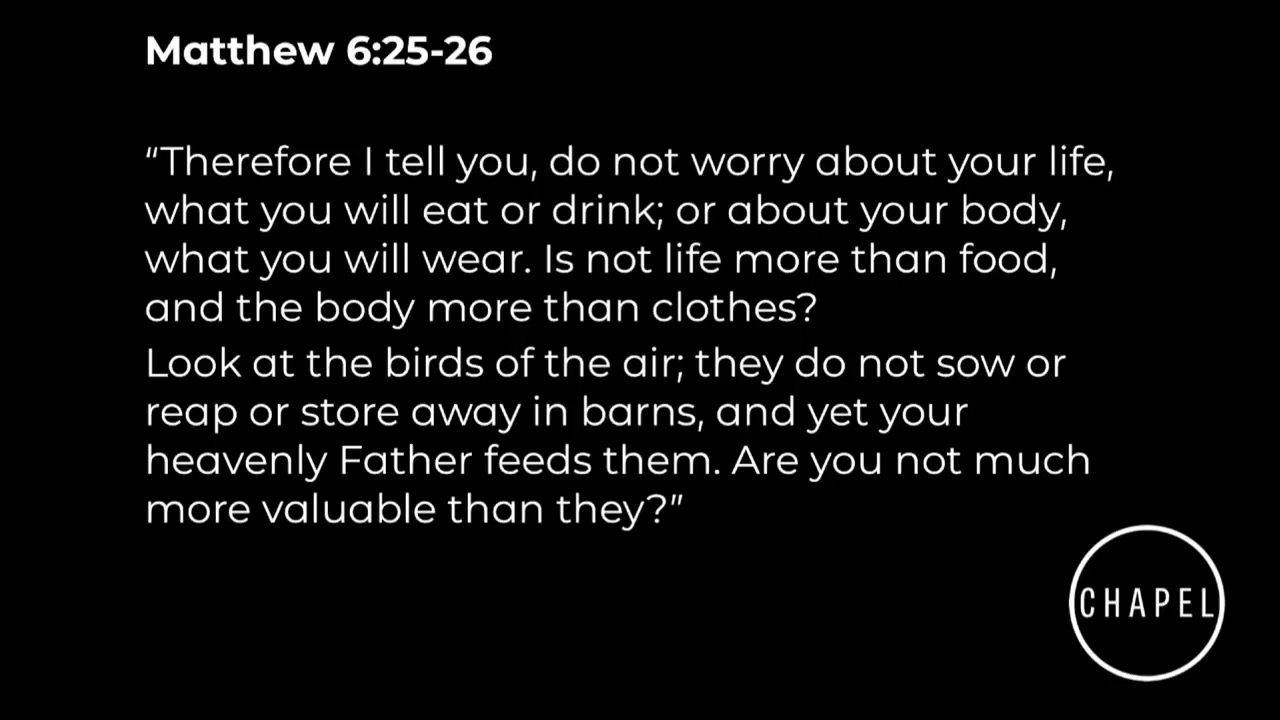 Matthew 6:25-26
“Therefore I tell you, do not worry about your life,
what you will eat or drink; or about your body,
what you will wear. Is not life more than food,
and the body more than clothes?
Look at the birds of the air; they do not sow or
reap or store away in barns, and yet your
heavenly Father feeds them. Are you not much
more valuable than they?”
CHAPEL